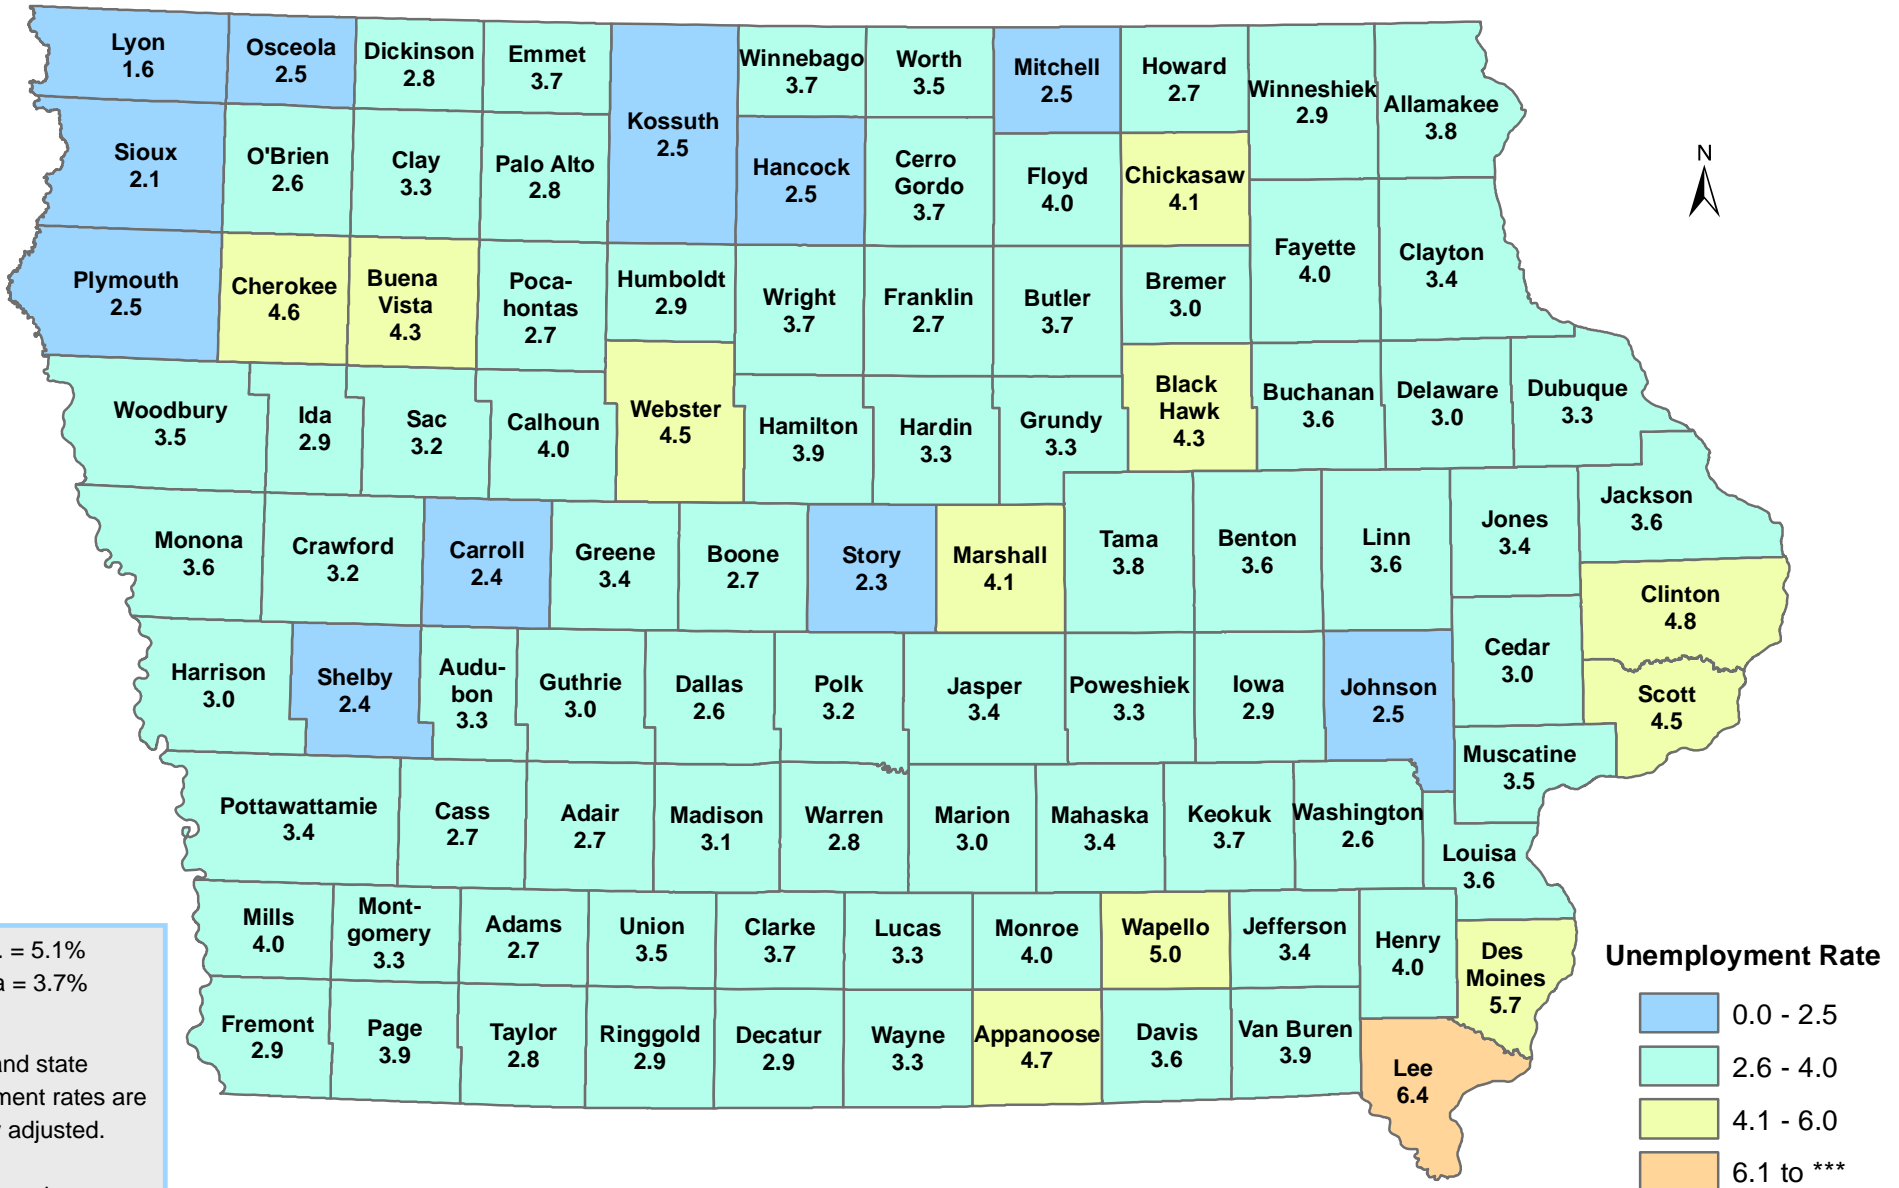 Lyon
1.6
Osceola
2.5
Dickinson
2.8
Emmet
3.7
Kossuth
2.5
Winnebago
3.7
Worth
3.5
Mitchell
2.5
Howard
2.7
Winneshiek
2.9
Allamakee
3.8
N
Sioux
2.1
O'Brien
2.6
Clay
3.3
Palo Alto
2.8
Hancock
2.5
Cerro
Gordo
3.7
Floyd
4.0
Chickasaw
4.1
Fayette
4.0
Clayton
3.4
Plymouth
2.5
Cherokee
4.6
Buena
Vista
4.3
Poca-
hontas
2.7
Humboldt
2.9
Wright
3.7
Franklin
2.7
Butler
3.7
Bremer
3.0
Woodbury
3.5
Ida
2.9
Sac
3.2
Calhoun
4.0
Webster
4.5
Hamilton
3.9
Hardin
3.3
Grundy
3.3
Black
Hawk
4.3
Buchanan
3.6
Delaware
3.0
Dubuque
3.3
Monona
3.6
Crawford
3.2
Carroll
2.4
Greene
3.4
Boone
2.7
Story
2.3
Marshall
4.1
Tama
3.8
Benton
3.6
Linn
3.6
Jones
3.4
Jackson
3.6
Clinton
4.8
Harrison
3.0
Shelby
2.4
Audu-
bon
3.3
Guthrie
3.0
Dallas
2.6
Polk
3.2
Jasper
3.4
Poweshiek
3.3
Iowa
2.9
Johnson
2.5
Cedar
3.0
Scott
4.5
Muscatine
3.5
Pottawattamie
3.4
Cass
2.7
Adair
2.7
Madison
3.1
Warren
2.8
Marion
3.0
Mahaska
3.4
Keokuk
3.7
Washington
2.6
Louisa
3.6
Mills
4.0
Mont-
gomery
3.3
Adams
2.7
Union
3.5
Clarke
3.7
Lucas
3.3
Monroe
4.0
Wapello
5.0
Jefferson
3.4
Henry
4.0
Des
Moines
5.7
Fremont
2.9
Page
3.9
Taylor
2.8
Ringgold
2.9
Decatur
2.9
Wayne
3.3
Appanoose
4.7
Davis
3.6
Van Buren
3.9
Lee
6.4
. = 5.1%
a = 3.7%
and state
ment rates are
y adjusted.
Unemployment Rate
0.0 - 2.5
2.6 - 4.0
4.1 - 6.0
6.1 to ***